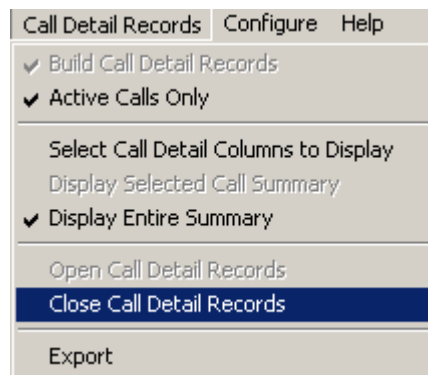 Call Detail Records Configure Help
Build Call Detail Records
Active Calls Only
Select Call Detail Columns to Display
Display Selected Call Summary
Display Entire Summary
Open Call Detail Records
Close Call Detail Records
Export